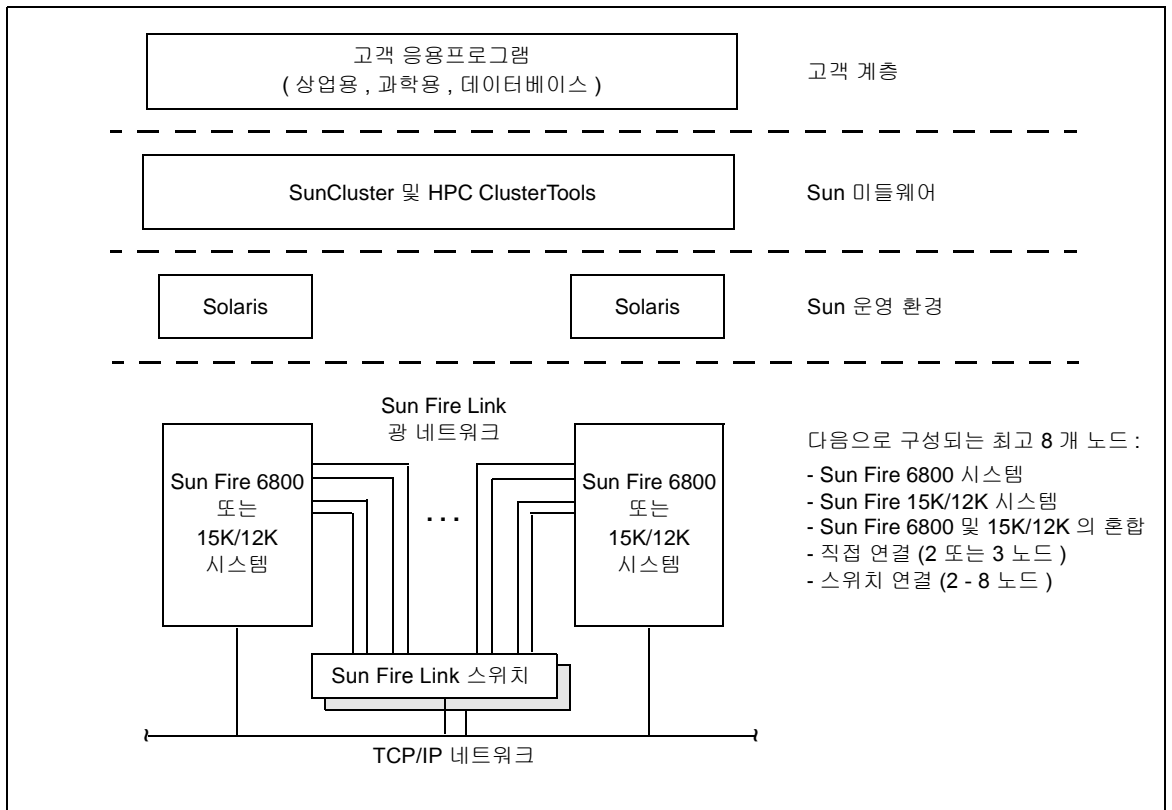 고객 응용프로그램
( 상업용 , 과학용 , 데이터베이스 )
고객 계층
SunCluster 및 HPC ClusterTools
Sun 미들웨어
Solaris
Solaris
Sun 운영 환경
Sun Fire Link
광 네트워크
Sun Fire 6800
또는
15K/12K
시스템
...
Sun Fire 6800
또는
15K/12K
시스템
다음으로 구성되는 최고 8 개 노드 :
- Sun Fire 6800 시스템
- Sun Fire 15K/12K 시스템
- Sun Fire 6800 및 15K/12K 의 혼합
- 직접 연결 (2 또는 3 노드 )
- 스위치 연결 (2 - 8 노드 )
Sun Fire Link 스위치
TCP/IP 네트워크